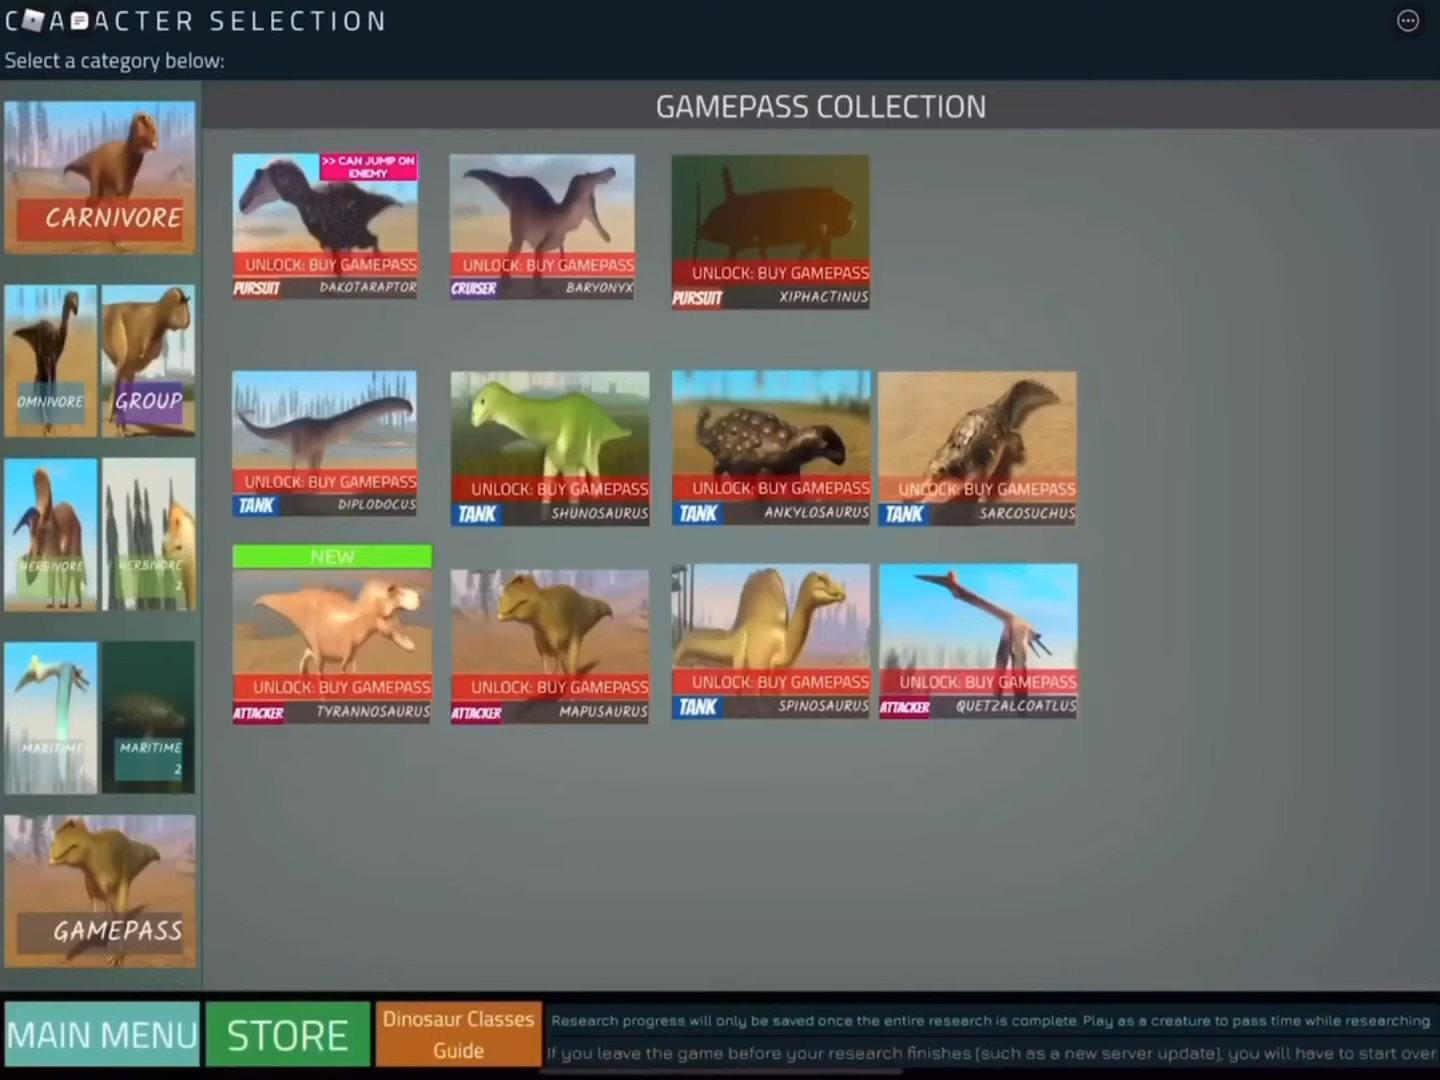 CHARACTER SELECTION
Select a category below:
GAMEPASS COLLECTION
CARNIVORE
OMNIVORE
GROUP
HERBIVORE
HERBIVORE
2
MARITIME
MARITIME
2
GAMEPASS
>> CAN JUMP ON
ENEMY
UNLOCK: BUY GAMEPASS
PURSUIT DAKOTARAPTOR
UNLOCK: BUY GAMEPASS
CRUISER BARYONYX
UNLOCK: BUY GAMEPASS
PURSUIT XIPHACTINUS
UNLOCK: BUY GAMEPASS
TANK DIPLODOCUS
UNLOCK: BUY GAMEPASS
TANK SHUNOSAURUS
UNLOCK: BUY GAMEPASS
TANK ANKYLOSAURUS
UNLOCK: BUY GAMEPASS
TANK SARCOSUCHUS
NEW
UNLOCK: BUY GAMEPASS
ATTACKER TYRANNOSAURUS
UNLOCK: BUY GAMEPASS
ATTACKER MAPUSAURUS
UNLOCK: BUY GAMEPASS
TANK SPINOSAURUS
UNLOCK: BUY GAMEPASS
ATTACKER QUETZALCOATLUS
MAIN MENU
STORE
Dinosaur Classes
Guide
Research progress will only be saved once the entire research is complete. Play as a creature to pass time while researching.
If you leave the game before your research finishes (such as a new server update), you will have to start over